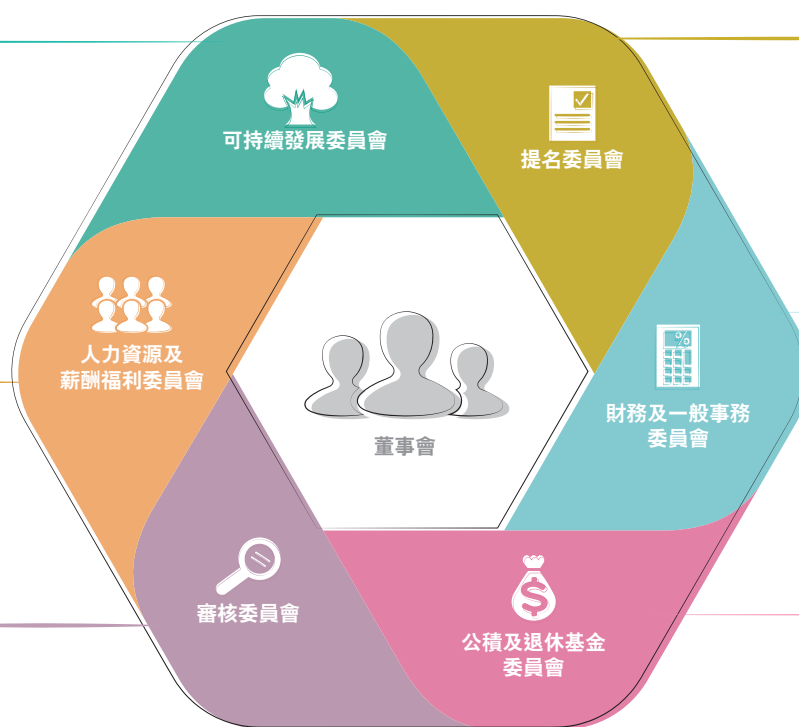 可持續發展委員會
提名委員會
人力資源及
薪酬福利委員會
財務及一般事務
委員會
董事會
審核委員會
公積及退休基金
委員會